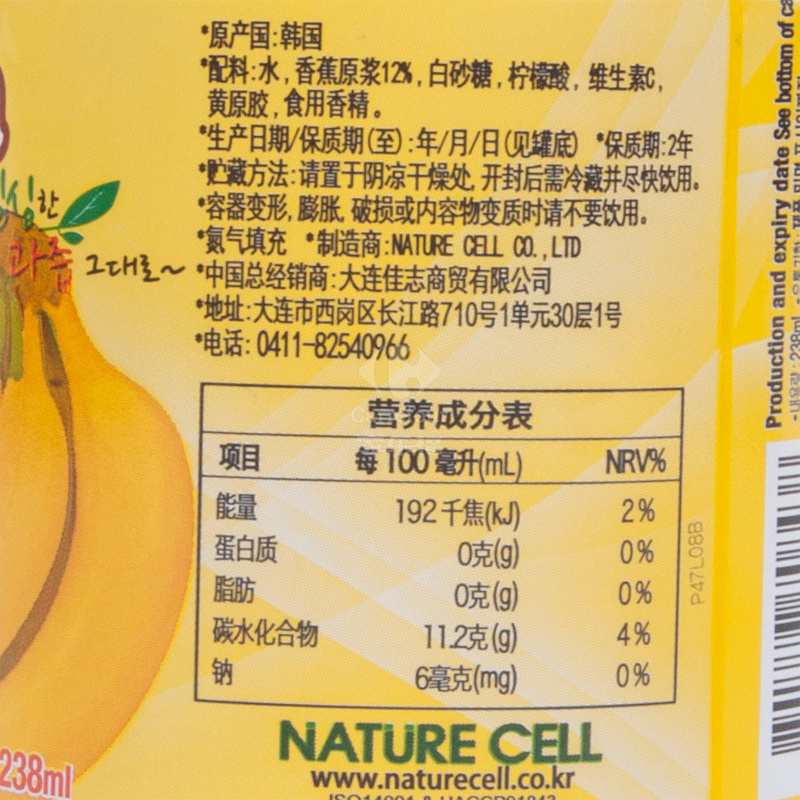 *原产国:韩国
*配料:水,香蕉原浆12%,白砂糖,柠檬酸,维生素C,
黄原胶,食用香精。
*生产日期/保质期(至):年/月/日(见罐底) *保质期:2年
*贮藏方法:请置于阴凉干燥处,开封后需冷藏并尽快饮用。
*容器变形,膨胀,破损或内容物变质时请不要饮用。
*氮气填充 *制造商:NATURE CELL CO.,LTD
*中国总经销商:大连佳志商贸有限公司
*地址:大连市西岗区长江路710号1单元30层1号
*电话:0411-82540966
심한
과즙 그대로~
营养成分表
项目 每100毫升(mL) NRV%
能量 192千焦(kJ) 2%
蛋白质 0克(g) 0%
脂肪 0克(g) 0%
碳水化合物 11.2克(g) 4%
钠 6毫克(mg) 0%
P47L08B
NATURE CELL
www.naturecell.co.kr
238ml
Production and expiry date See bottom of
238ml